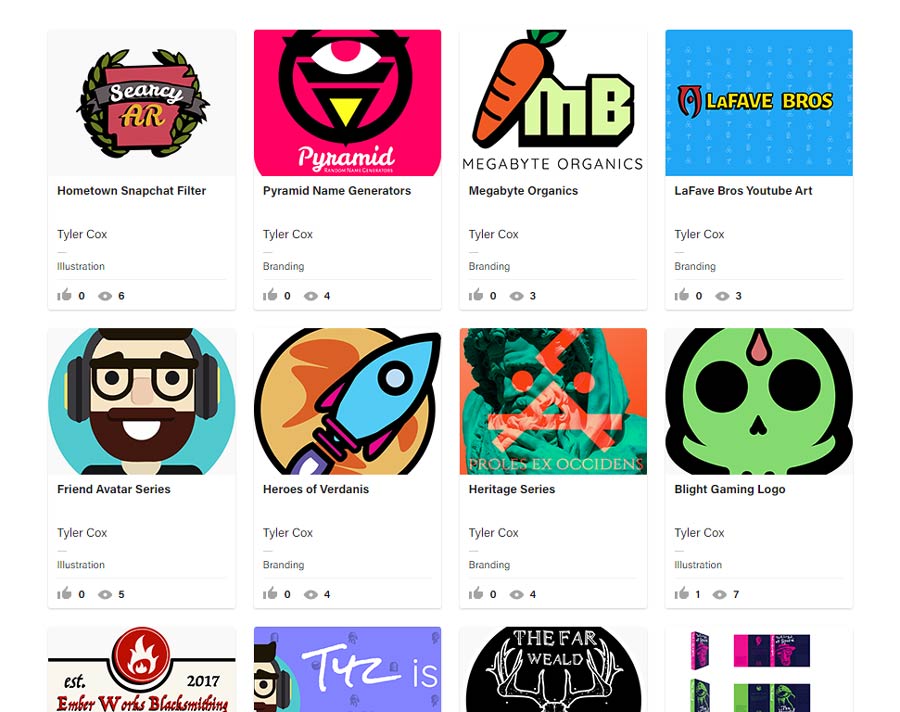 Searcy
AR
Hometown Snapchat Filter
Tyler Cox
Illustration
0 6
Pyramid
RANDOM NAME GENERATORS
Pyramid Name Generators
Tyler Cox
Branding
0 4
MB
MEGABYTE ORGANICS
Megabyte Organics
Tyler Cox
Branding
0 3
LAFAVE BROS
LaFave Bros Youtube Art
Tyler Cox
Branding
0 3
Friend Avatar Series
Tyler Cox
Illustration
0 5
Heroes of Verdanis
Tyler Cox
Branding
0 4
PROLES EX OCCIDENS
Heritage Series
Tyler Cox
Branding
0 4
Blight Gaming Logo
Tyler Cox
Illustration
1 7
est. 2017
Ember Works Blacksmithing
Tyz is
THE FAR
WEALD